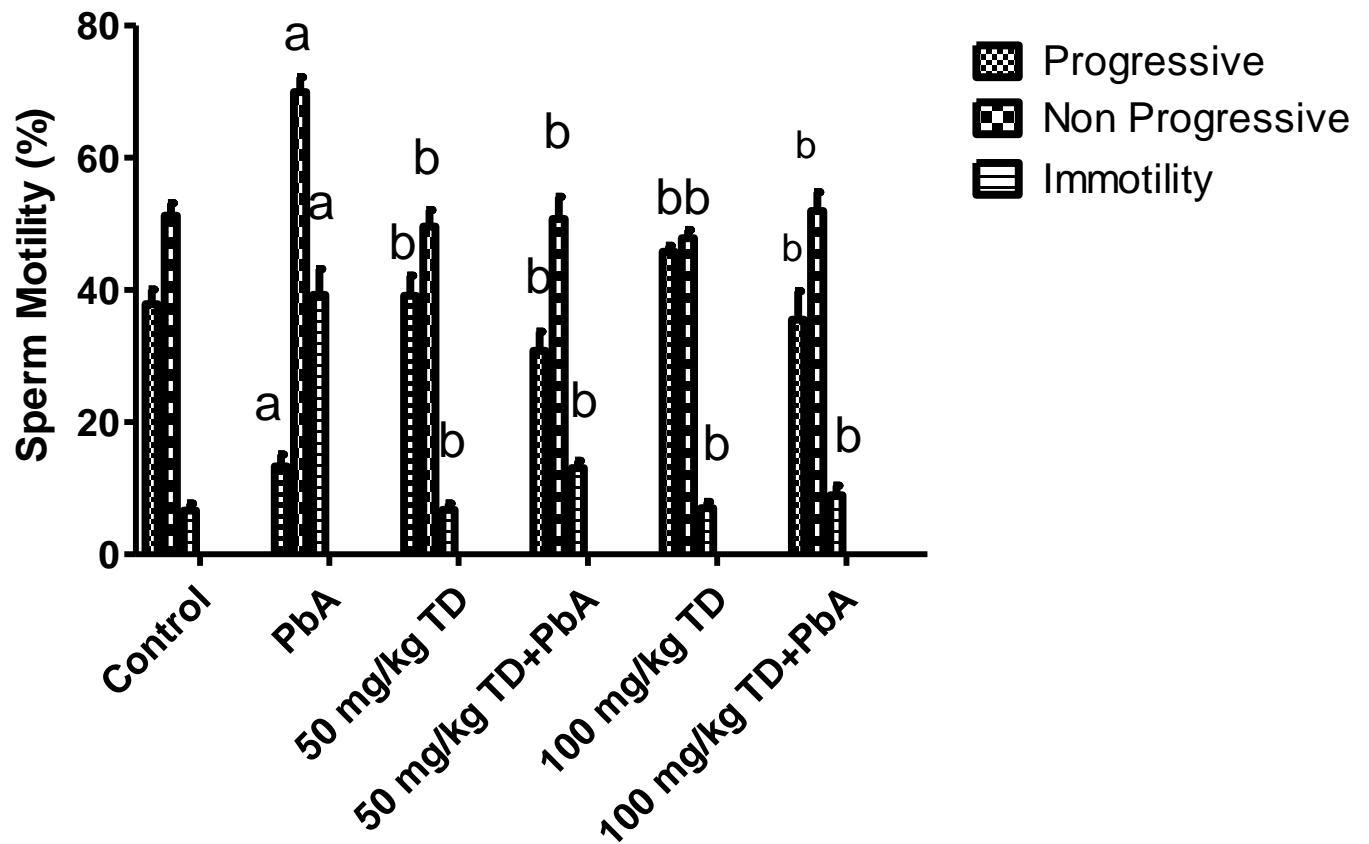 Sperm Motility (%)
80
60
40
20
0
a
a
a
b
b
b
b
b
b
bb
b
b
b
b
Control
PbA
50 mg/kg TD
50 mg/kg TD+PbA
100 mg/kg TD
100 mg/kg TD+PbA
Progressive
Non Progressive
Immotility